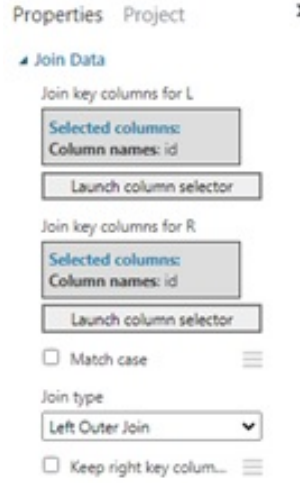 Properties Project
Join Data
Join key columns for L
Selected columns:
Column names: id
Launch column selector
Join key columns for R
Selected columns:
Column names: id
Launch column selector
Match case
Join type
Left Outer Join
Keep right key colum...